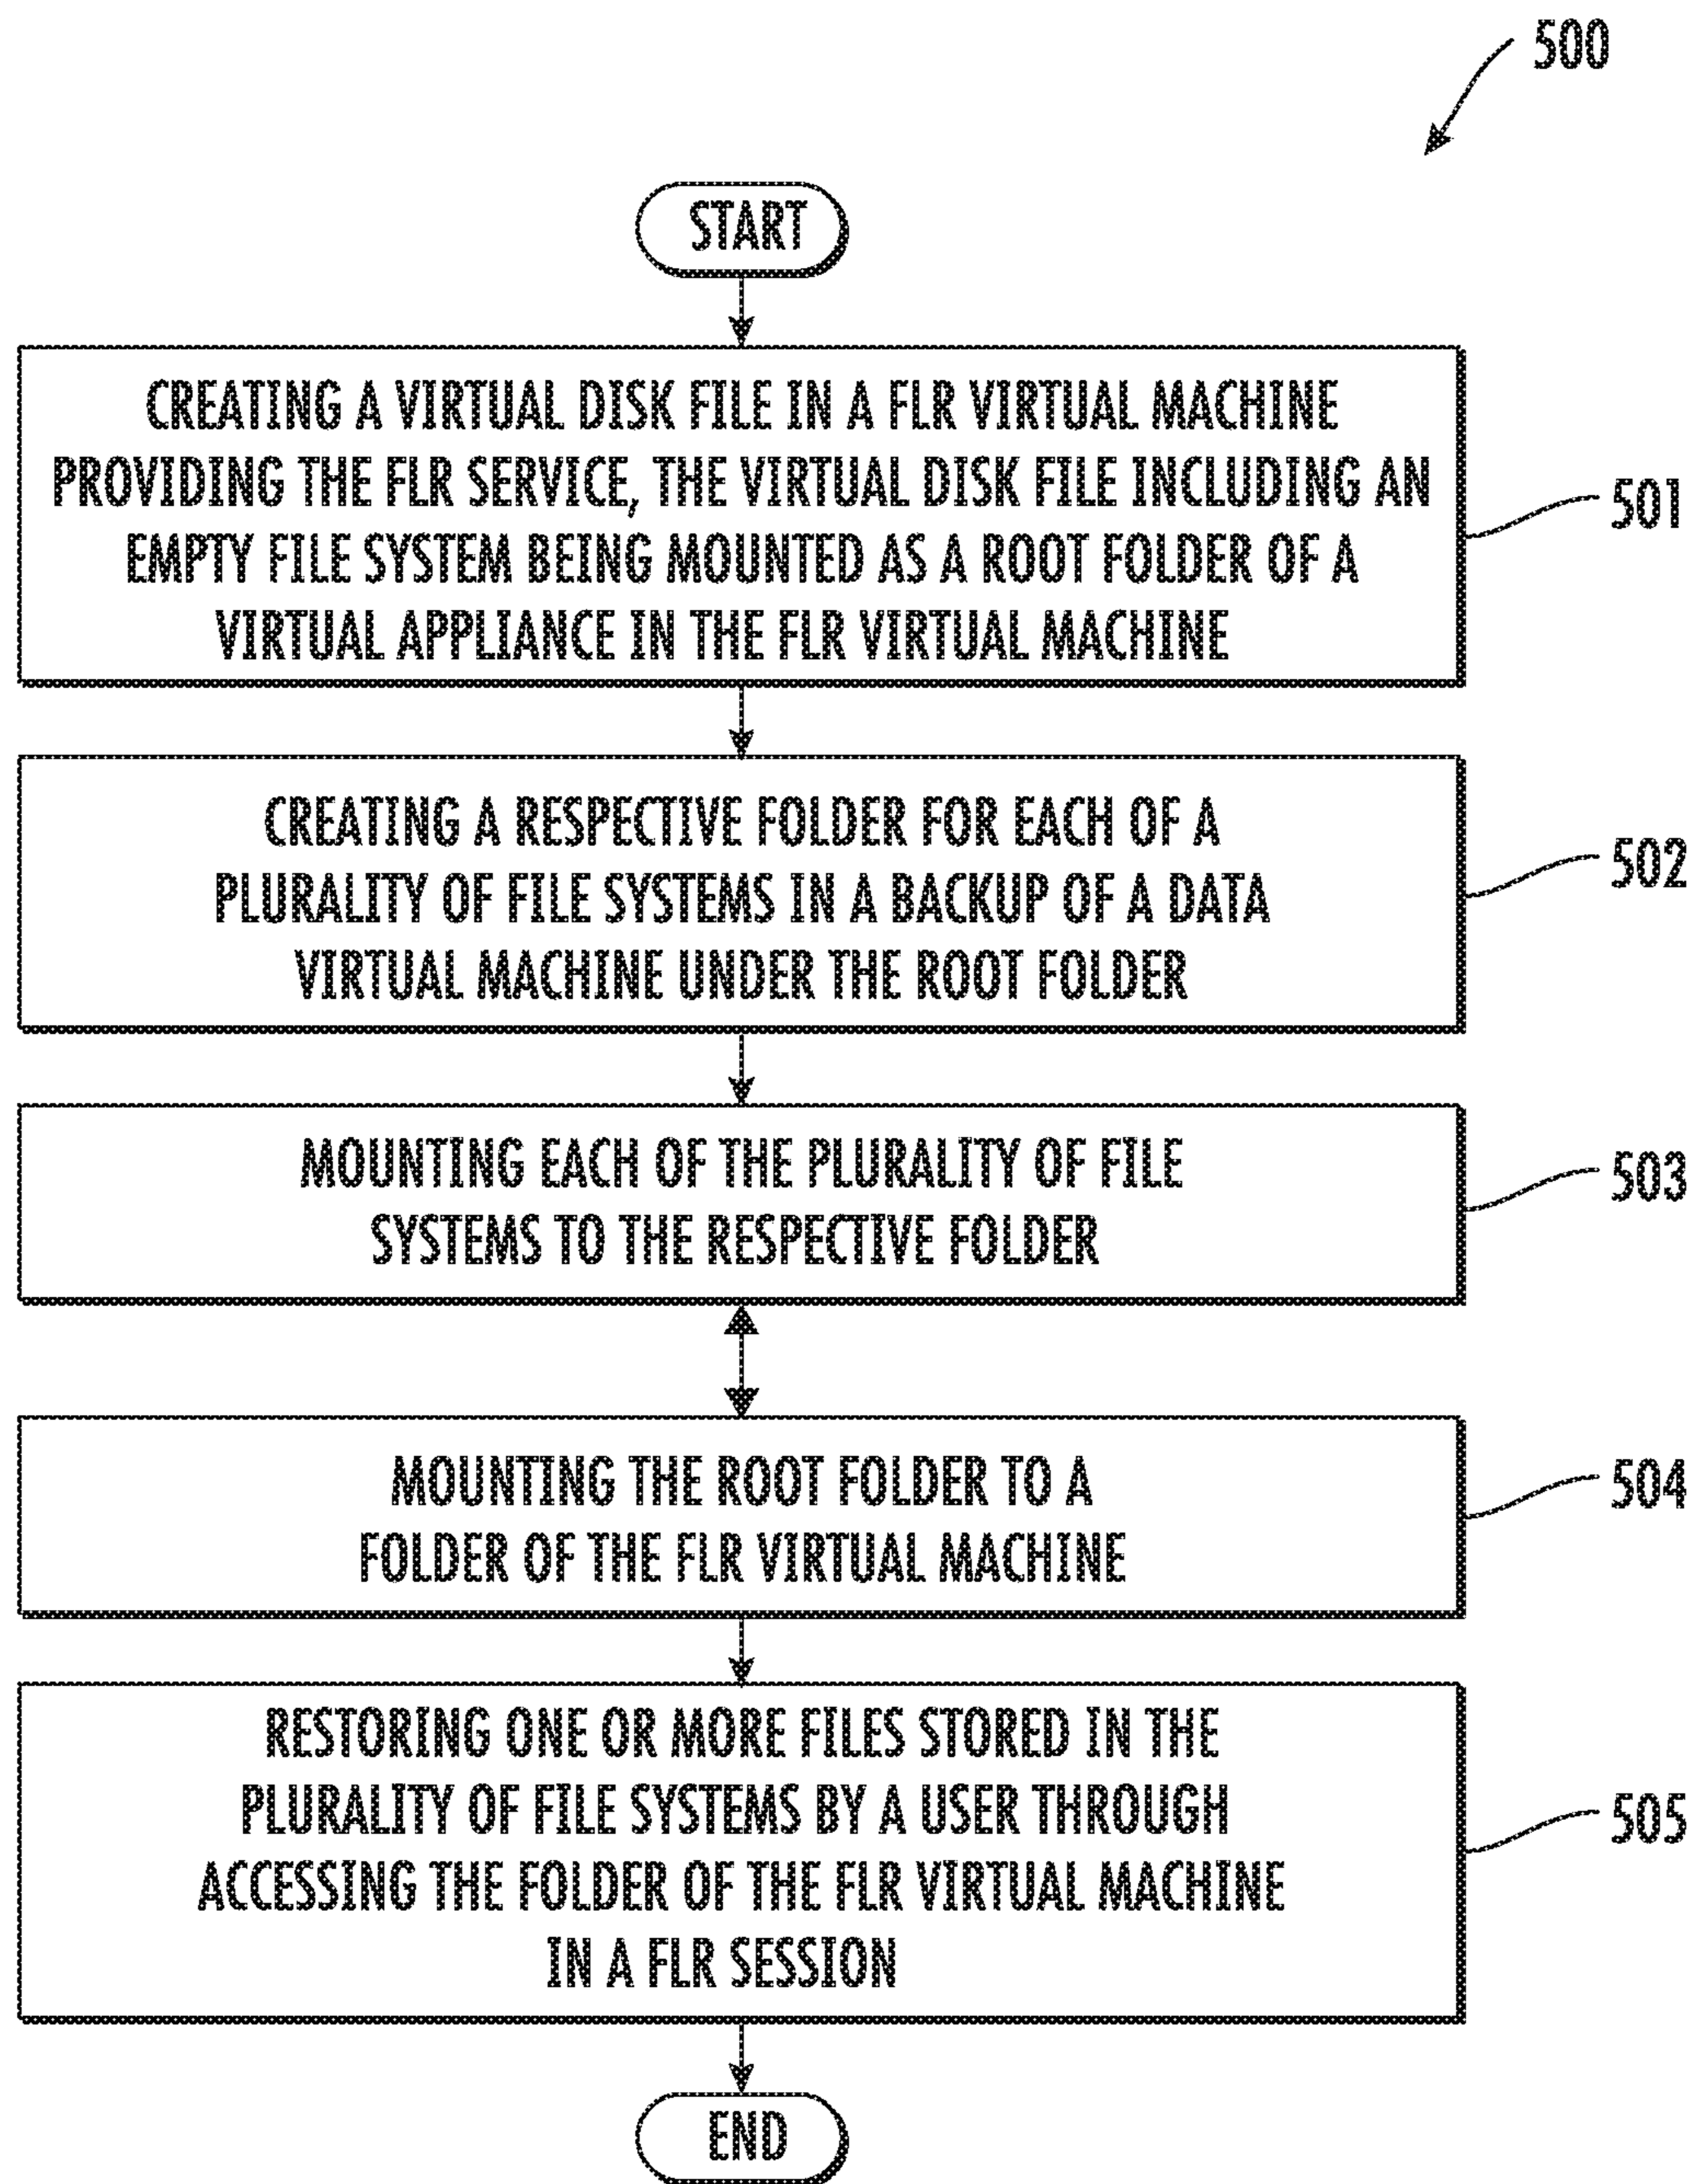 500
START
CREATING A VIRTUAL DISK FILE IN A FLR VIRTUAL MACHINE
PROVIDING THE FLR SERVICE, THE VIRTUAL DISK FILE INCLUDING AN
EMPTY FILE SYSTEM BEING MOUNTED AS A ROOT FOLDER OF A
VIRTUAL APPLIANCE IN THE FLR VIRTUAL MACHINE
501
CREATING A RESPECTIVE FOLDER FOR EACH OF A
PLURALITY OF FILE SYSTEMS IN A BACKUP OF A DATA
VIRTUAL MACHINE UNDER THE ROOT FOLDER
502
MOUNTING EACH OF THE PLURALITY OF FILE
SYSTEMS TO THE RESPECTIVE FOLDER
503
MOUNTING THE ROOT FOLDER TO A
FOLDER OF THE FLR VIRTUAL MACHINE
504
RESTORING ONE OR MORE FILES STORED IN THE
PLURALITY OF FILE SYSTEMS BY A USER THROUGH
ACCESSING THE FOLDER OF THE FLR VIRTUAL MACHINE
IN A FLR SESSION
505
END